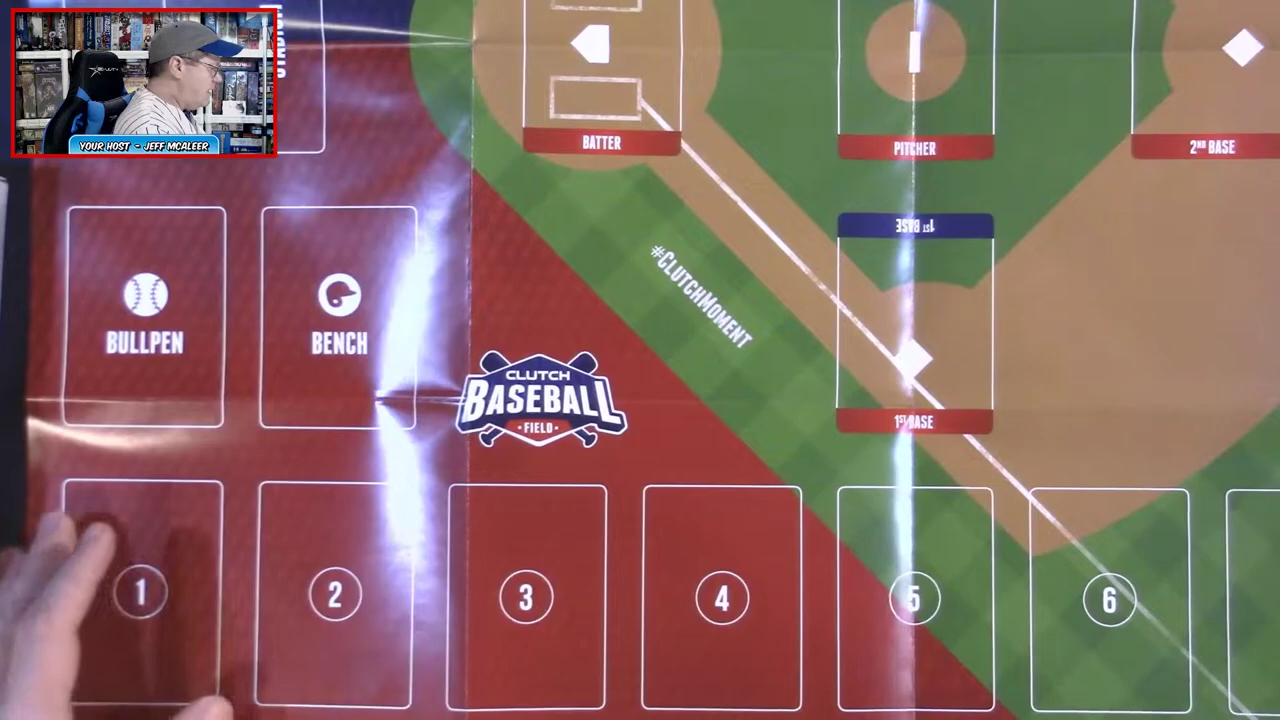 YOUR HOST - JEFF MCALEER
STADIUM
BATTER
PITCHER
2ND BASE
1ST BASE
#CLUTCHMOMENT
BULLPEN
BENCH
CLUTCH
BASEBALL
•FIELD•
1ST BASE
1
2
3
4
5
6